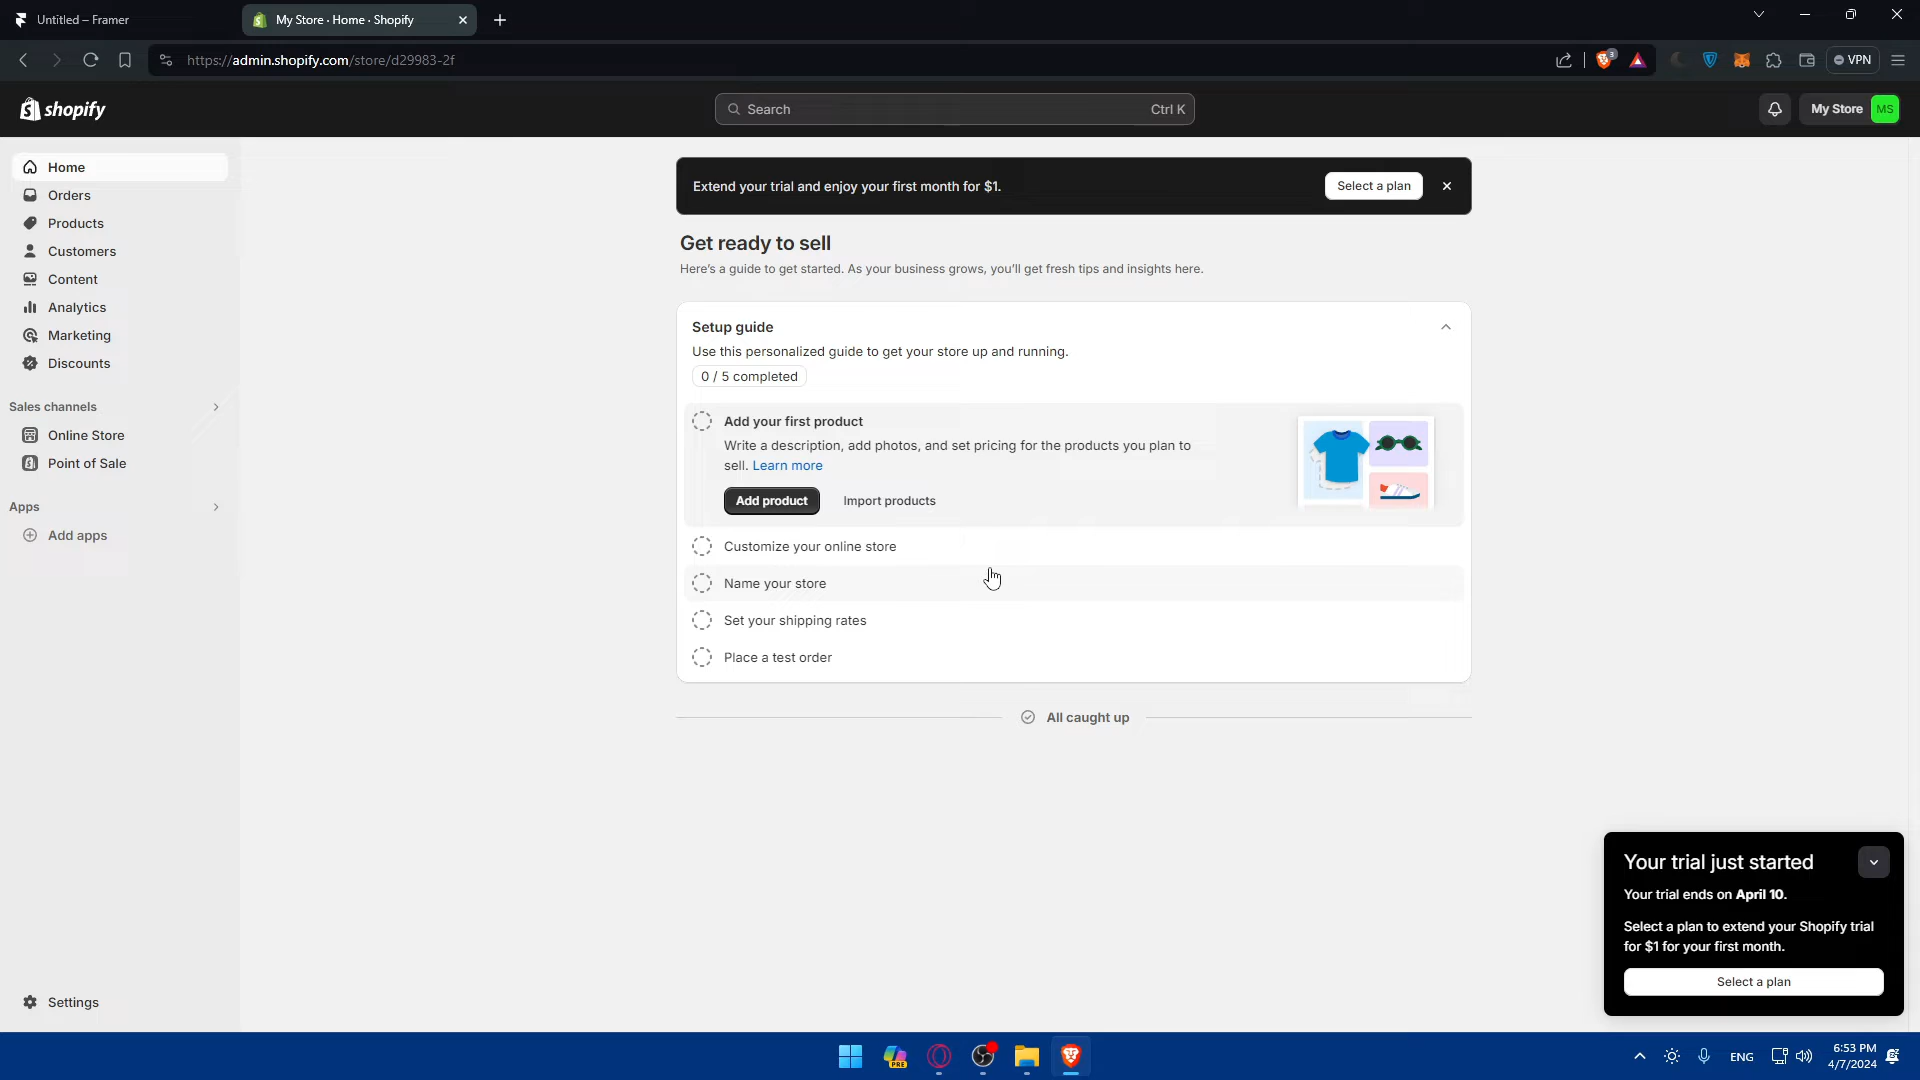 Untitled – Framer
My Store · Home · Shopify
https://admin.shopify.com/store/d29983-2f
3
VPN
shopify
Search
Ctrl K
My Store
MS
Home
Orders
Products
Customers
Content
Analytics
Marketing
Discounts
Sales channels
Online Store
Point of Sale
Apps
Add apps
Settings
Extend your trial and enjoy your first month for $1.
Select a plan
Get ready to sell
Here's a guide to get started. As your business grows, you'll get fresh tips and insights here.
Setup guide
Use this personalized guide to get your store up and running.
0 / 5 completed
Add your first product
Write a description, add photos, and set pricing for the products you plan to
sell. Learn more
Add product
Import products
Customize your online store
Name your store
Set your shipping rates
Place a test order
All caught up
Your trial just started
Your trial ends on April 10.
Select a plan to extend your Shopify trial
for $1 for your first month.
Select a plan
PRE
ENG
6:53 PM
4/7/2024